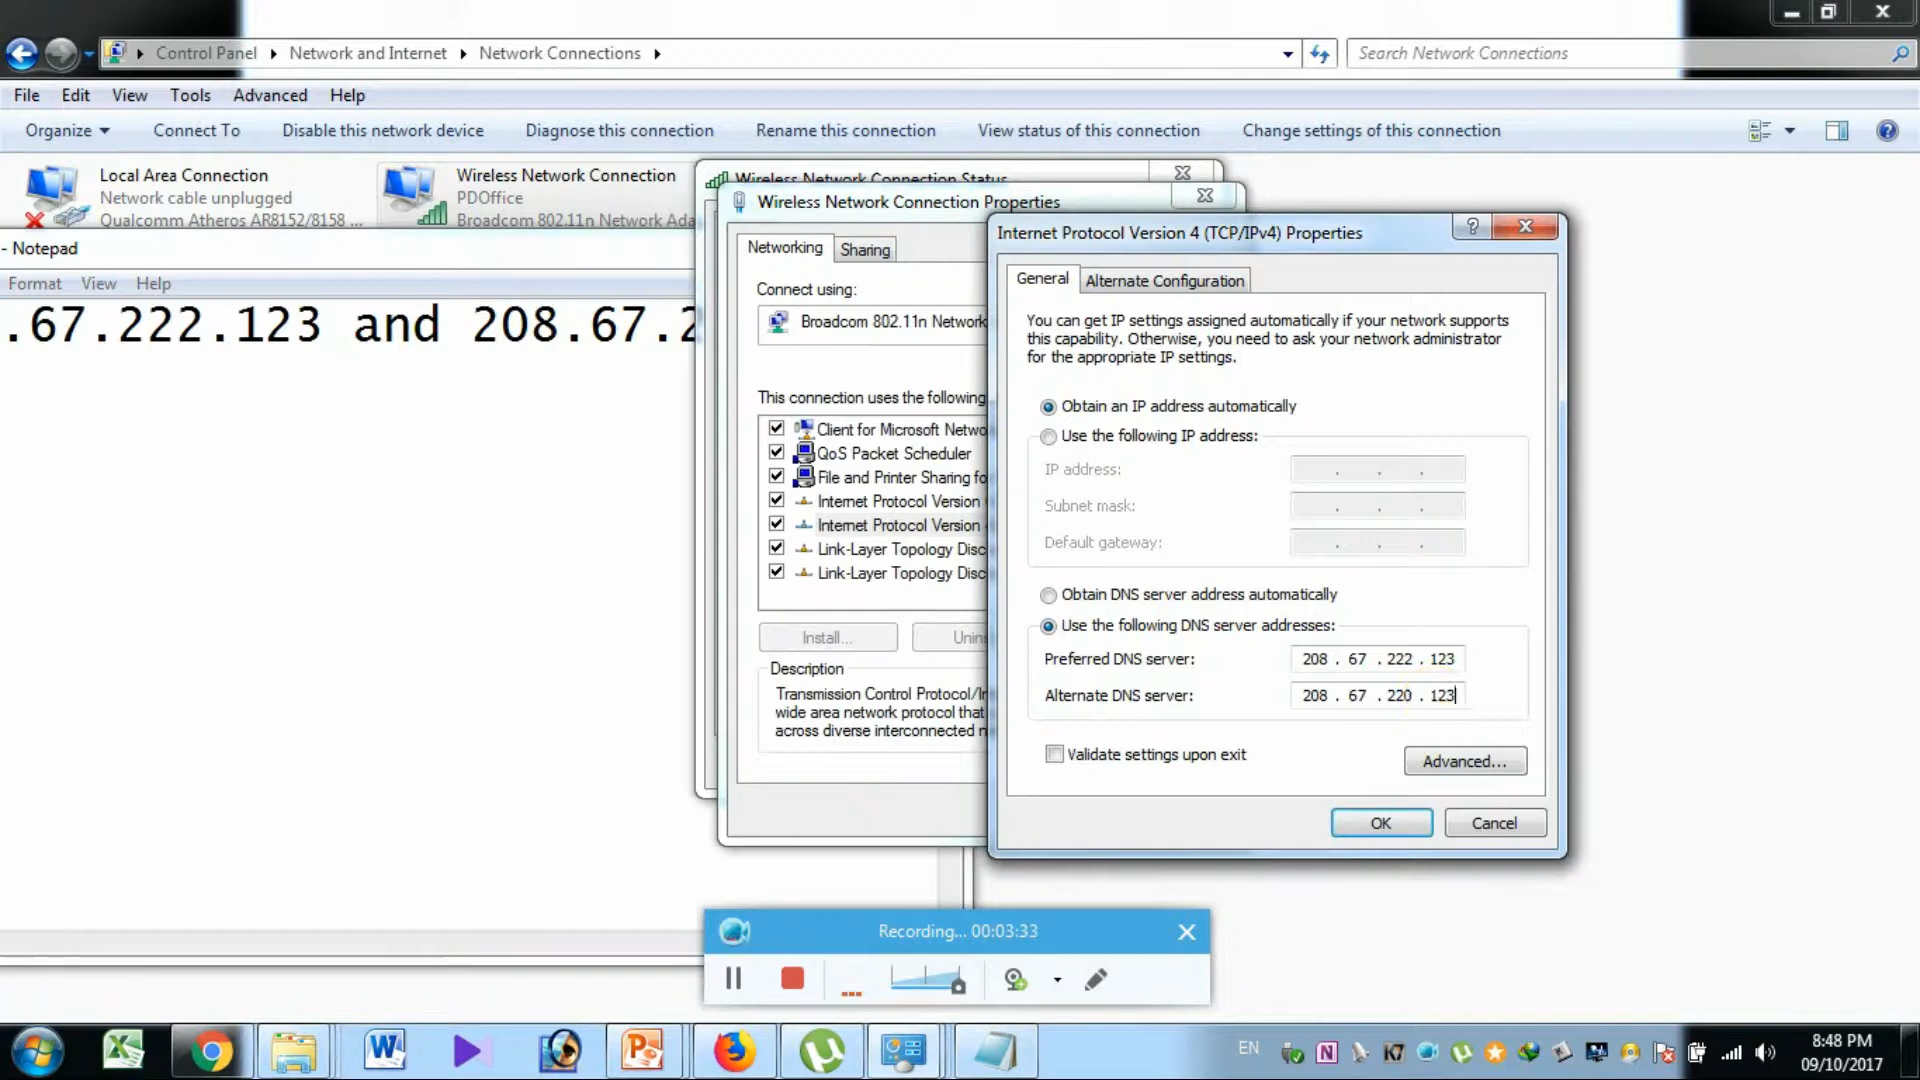 Control Panel
Network and Internet
Network Connections
Search Network Connections
File
Edit
View
Tools
Advanced
Help
Organize
Connect To
Disable this network device
Diagnose this connection
Rename this connection
View status of this connection
Change settings of this connection
Local Area Connection
Network cable unplugged
Qualcomm Atheros AR8152/8158 ...
Wireless Network Connection
PDOffice
Broadcom 802.11n Network Ada
- Notepad
Format
View
Help
.67.222.123 and 208.67.2
Wireless Network Connection Status
Wireless Network Connection Properties
Networking
Sharing
Connect using:
Broadcom 802.11n Network
This connection uses the following
Client for Microsoft Netwo
QoS Packet Scheduler
File and Printer Sharing fo
Internet Protocol Version
Internet Protocol Version
Link-Layer Topology Disc
Link-Layer Topology Disc
Install...
Unins
Description
Transmission Control Protocol/In
wide area network protocol that
across diverse interconnected n
Internet Protocol Version 4 (TCP/IPv4) Properties
General
Alternate Configuration
You can get IP settings assigned automatically if your network supports
this capability. Otherwise, you need to ask your network administrator
for the appropriate IP settings.
Obtain an IP address automatically
Use the following IP address:
IP address:
Subnet mask:
Default gateway:
Obtain DNS server address automatically
Use the following DNS server addresses:
Preferred DNS server:
208 . 67 . 222 . 123
Alternate DNS server:
208 . 67 . 220 . 123
Validate settings upon exit
Advanced...
OK
Cancel
Recording... 00:03:33
EN
8:48 PM
09/10/2017